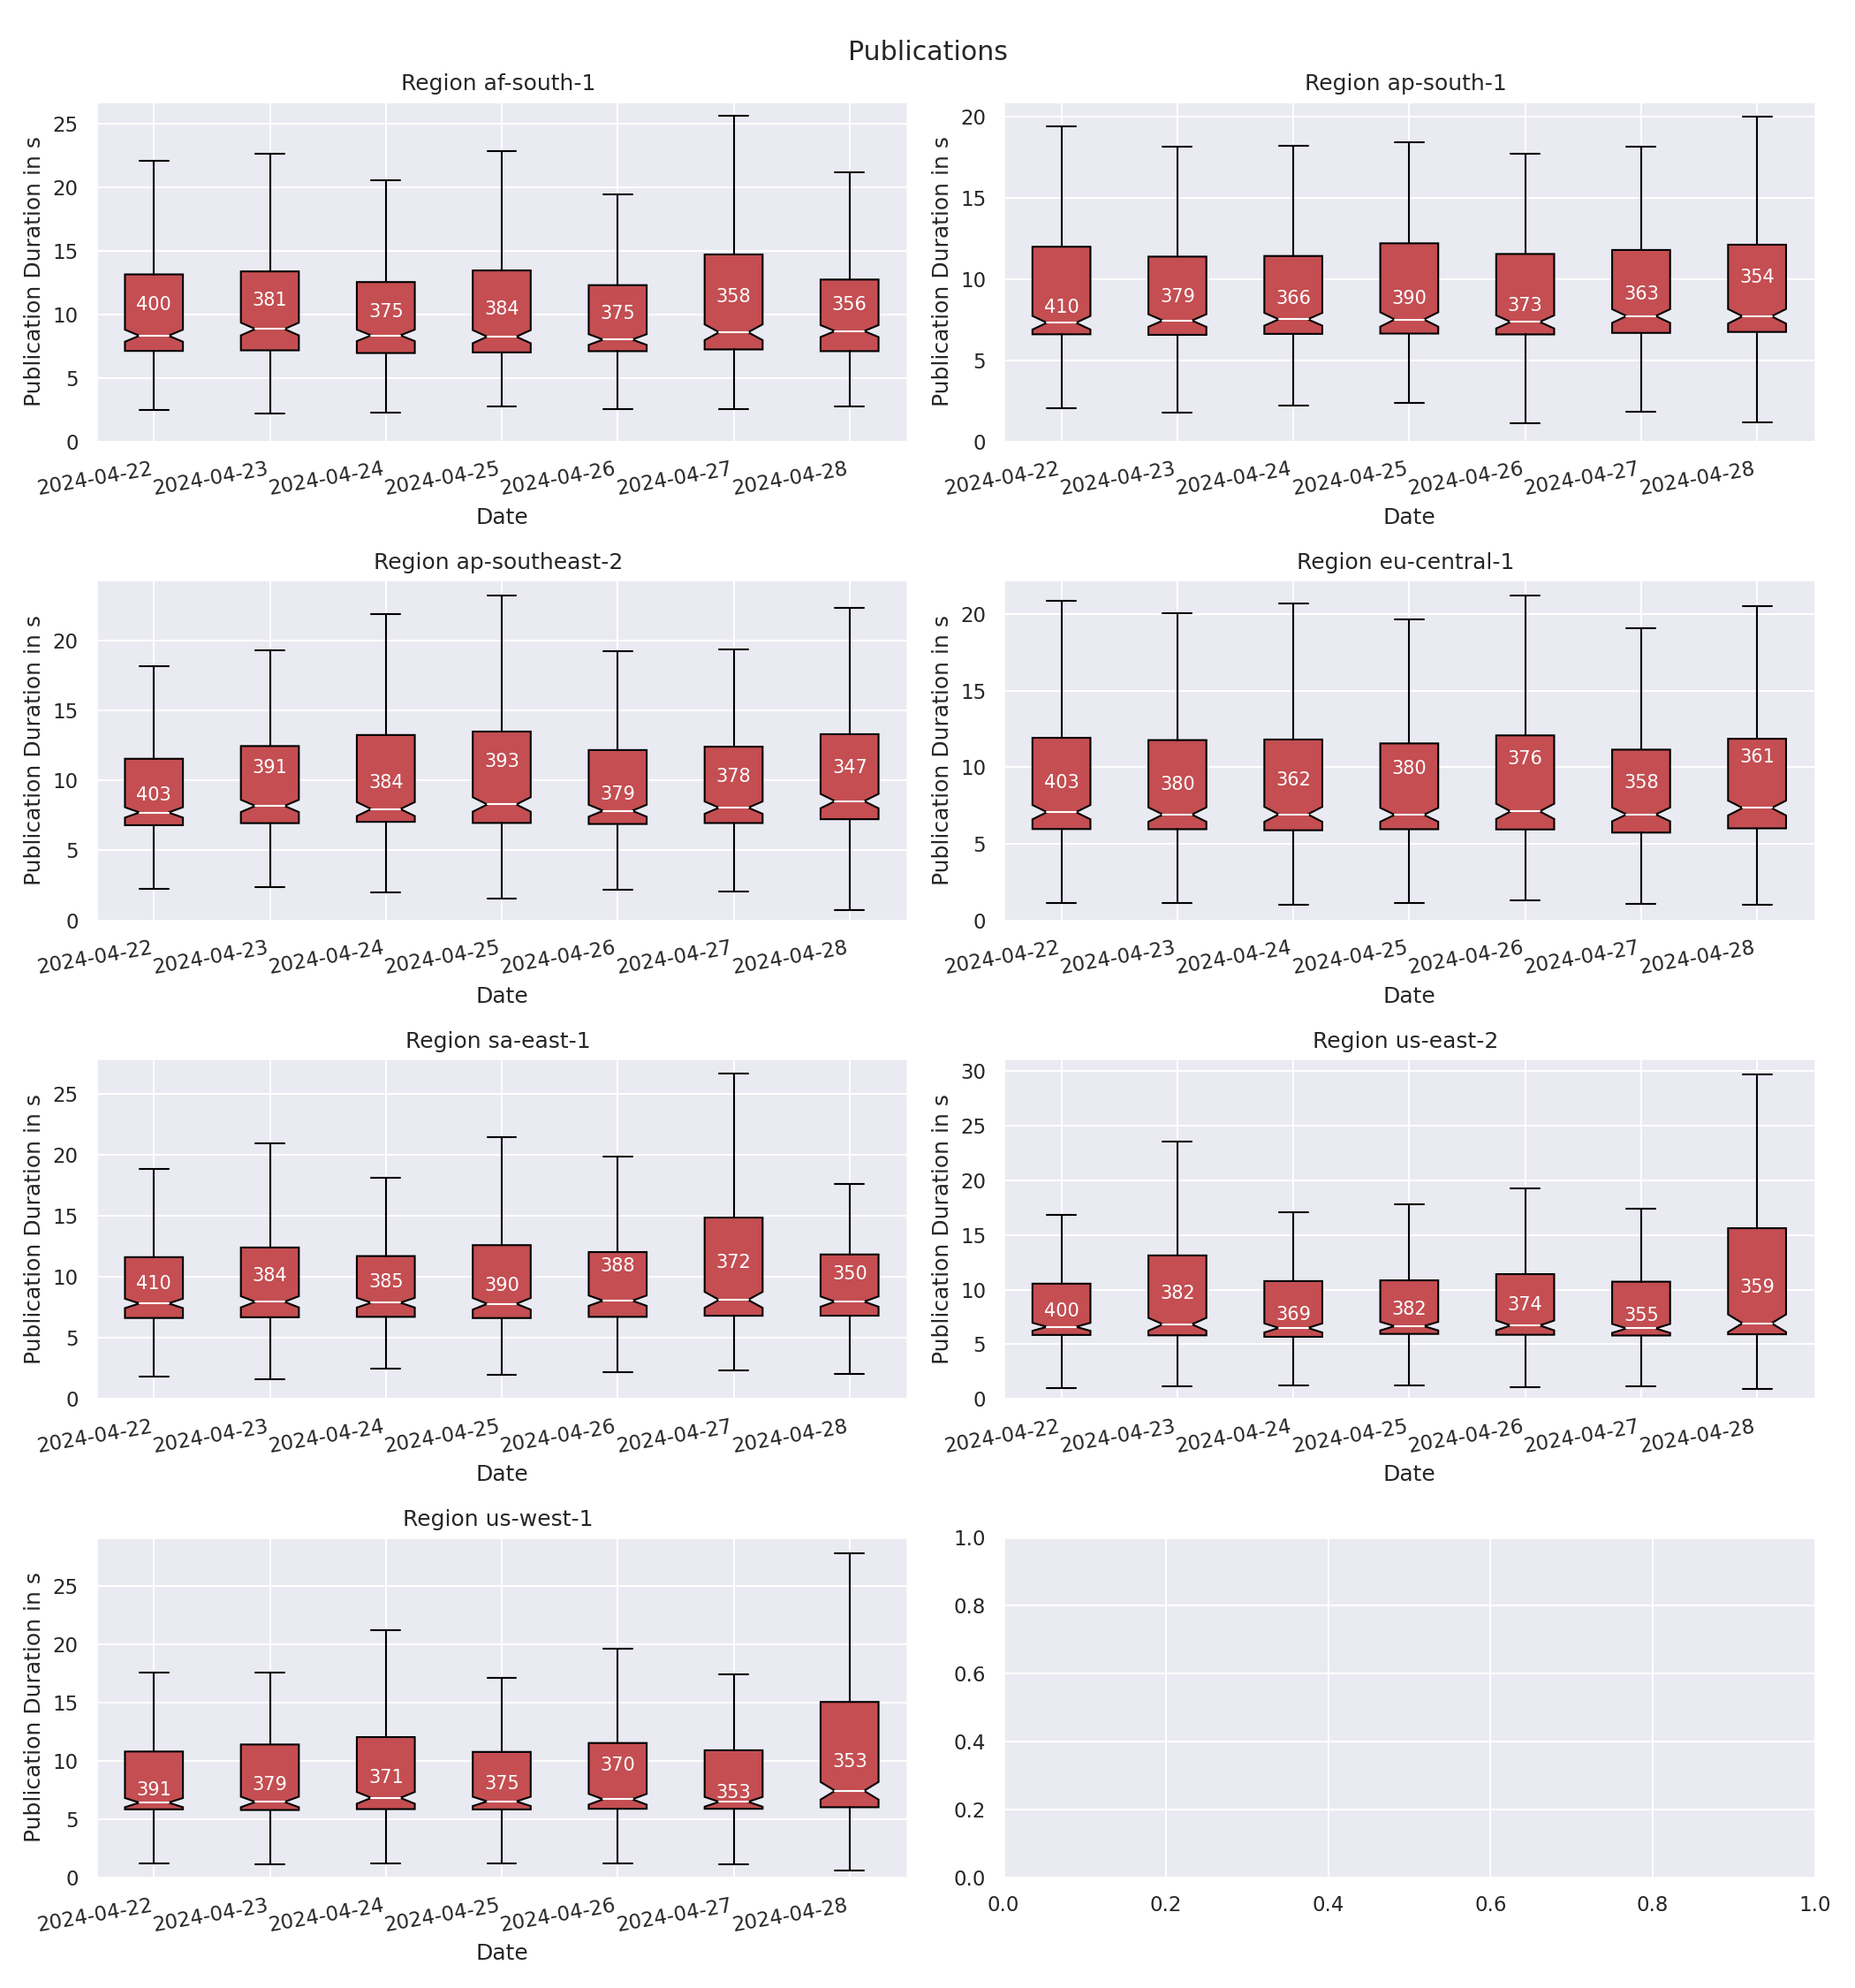 Publications
Region af-south-1
Publication Duration in s
25
20
15
10
5
0
400 381 375 384 375 358 356
2024-04-22 2024-04-23 2024-04-24 2024-04-25 2024-04-26 2024-04-27 2024-04-28
Date
Region ap-south-1
Publication Duration in s
20
15
10
5
0
410 379 366 390 373 363 354
2024-04-22 2024-04-23 2024-04-24 2024-04-25 2024-04-26 2024-04-27 2024-04-28
Date
Region ap-southeast-2
Publication Duration in s
20
15
10
5
0
403 391 384 393 379 378 347
2024-04-22 2024-04-23 2024-04-24 2024-04-25 2024-04-26 2024-04-27 2024-04-28
Date
Region eu-central-1
Publication Duration in s
20
15
10
5
0
403 380 362 380 376 358 361
2024-04-22 2024-04-23 2024-04-24 2024-04-25 2024-04-26 2024-04-27 2024-04-28
Date
Region sa-east-1
Publication Duration in s
25
20
15
10
5
0
410 384 385 390 388 372 350
2024-04-22 2024-04-23 2024-04-24 2024-04-25 2024-04-26 2024-04-27 2024-04-28
Date
Region us-east-2
Publication Duration in s
30
25
20
15
10
5
0
400 382 369 382 374 355 359
2024-04-22 2024-04-23 2024-04-24 2024-04-25 2024-04-26 2024-04-27 2024-04-28
Date
Region us-west-1
Publication Duration in s
25
20
15
10
5
0
391 379 371 375 370 353 353
2024-04-22 2024-04-23 2024-04-24 2024-04-25 2024-04-26 2024-04-27 2024-04-28
Date
1.0
0.8
0.6
0.4
0.2
0.0
0.0 0.2 0.4 0.6 0.8 1.0